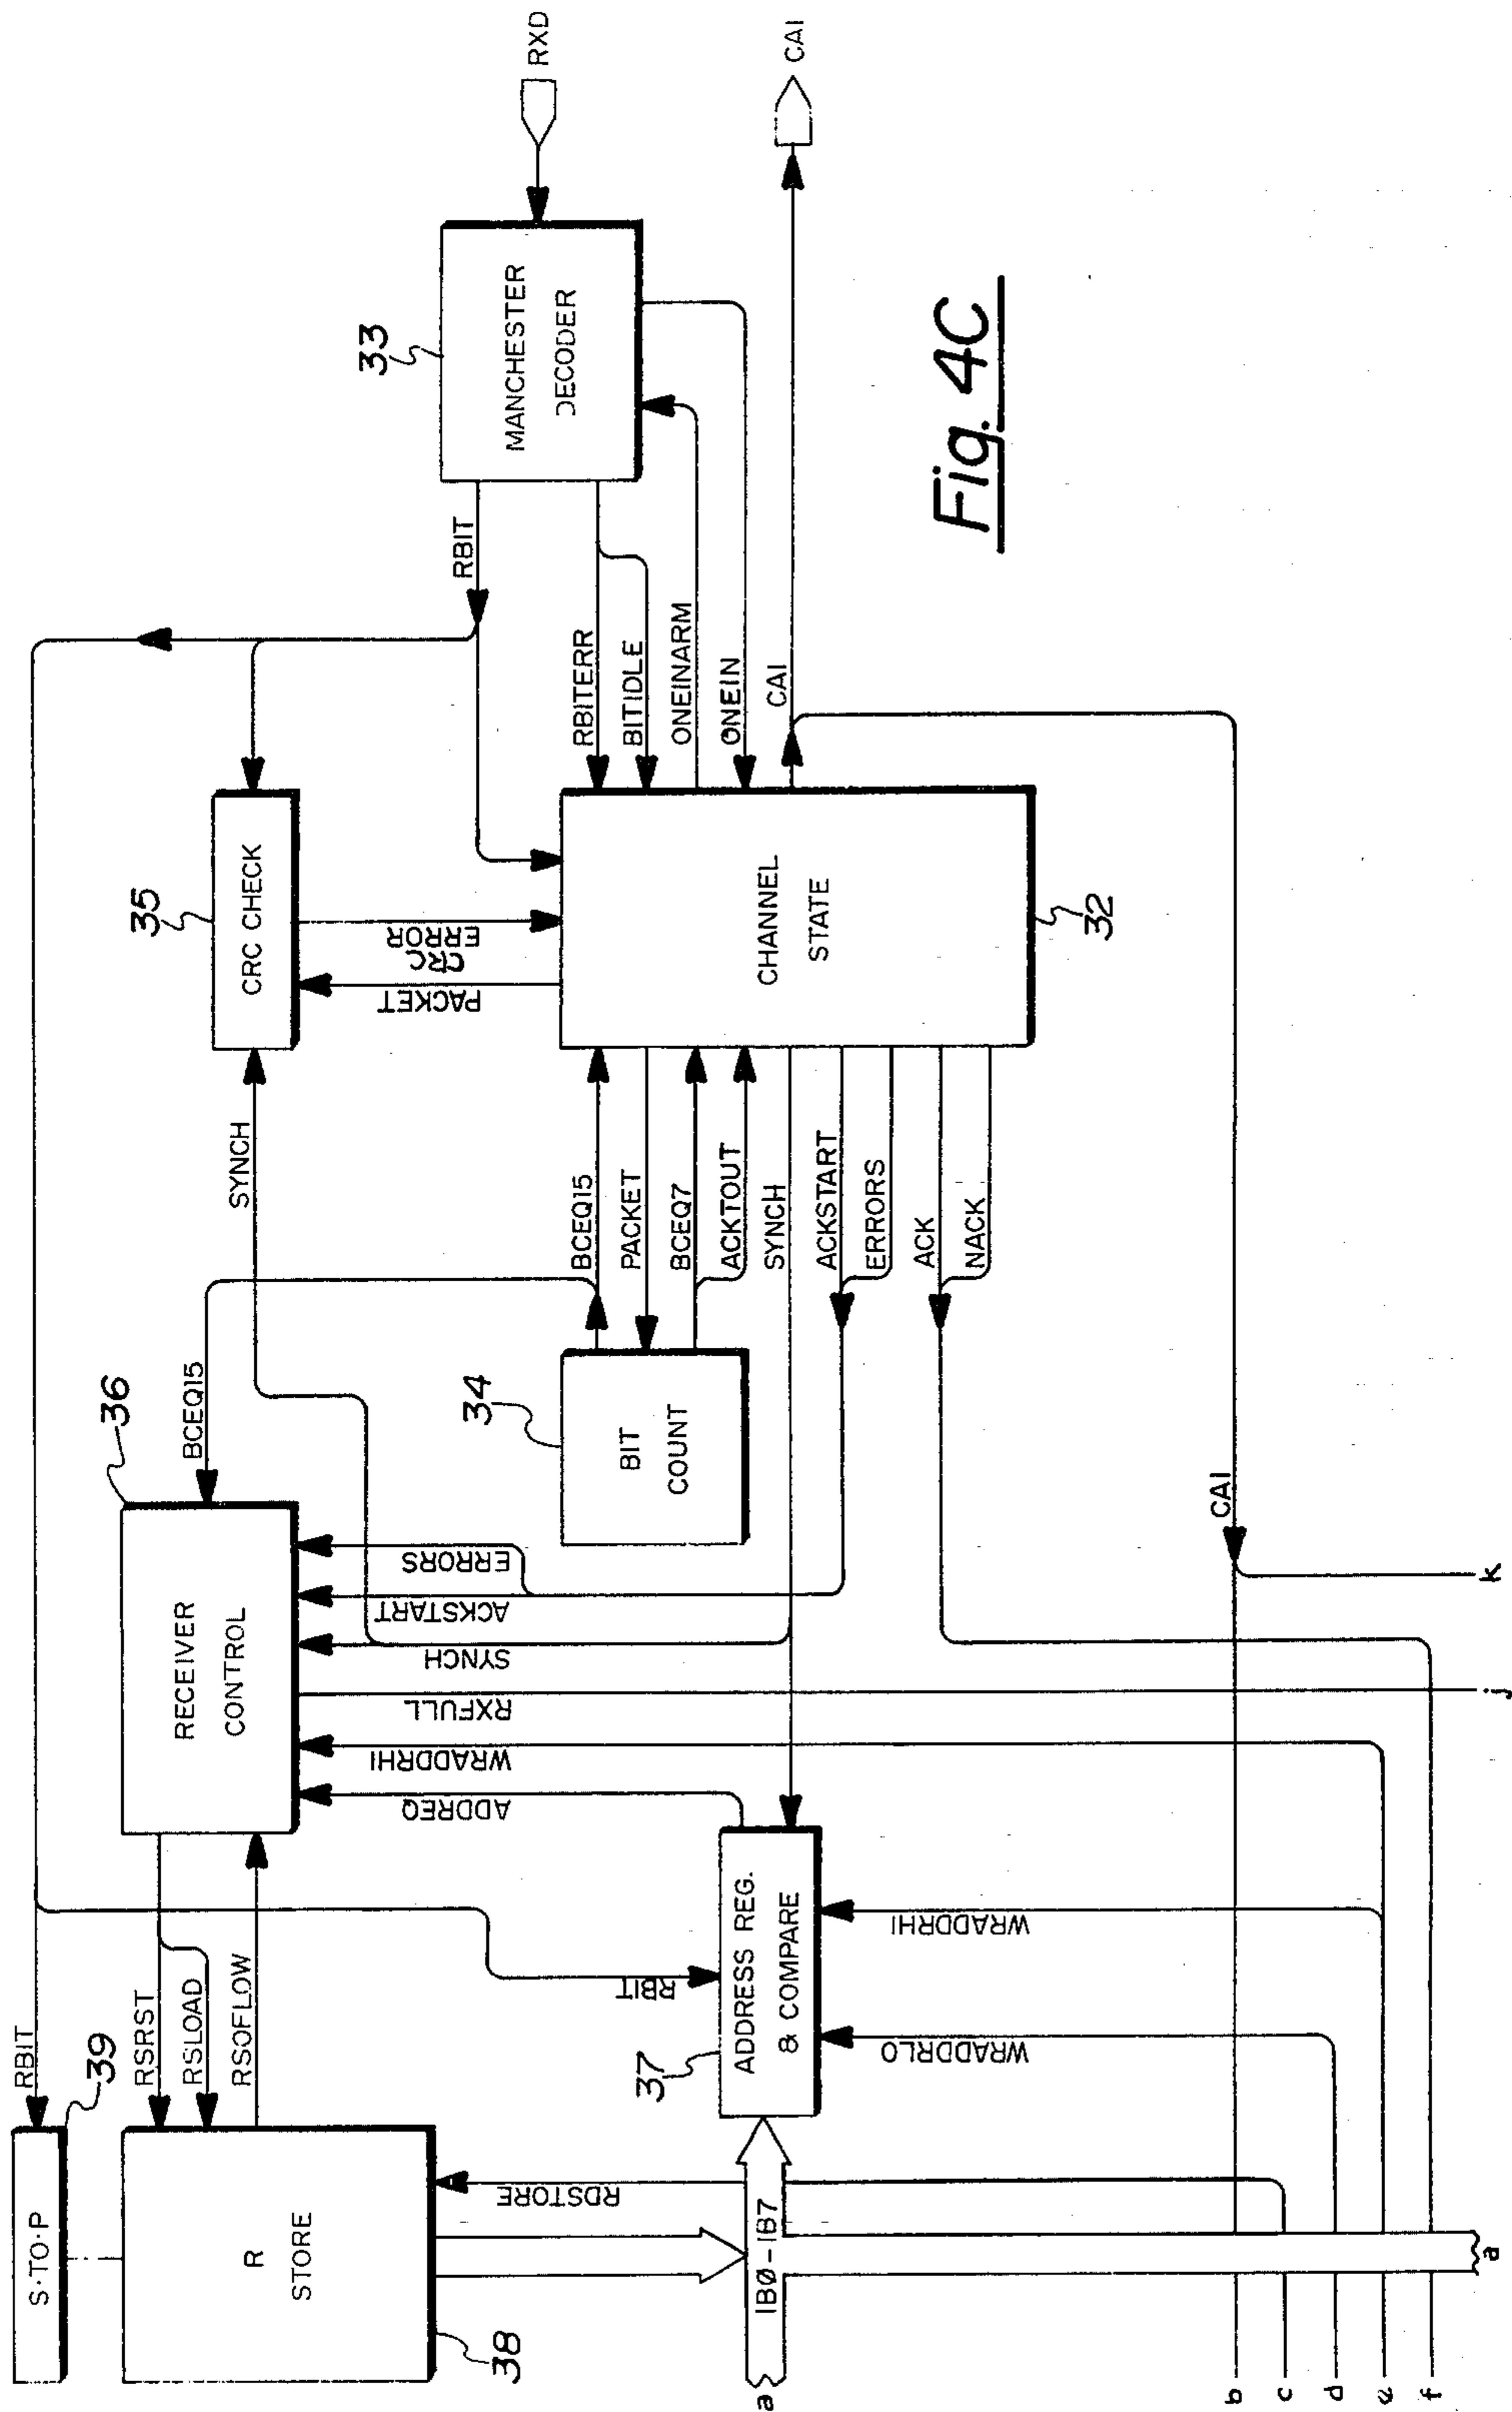 RXD
CAI
33
MANCHESTER
DECODER
RBIT
RBITERR
BITIDLE
ONEINARM
ONEIN
CAI
Fig. 4C
35
CRC CHECK
CRC
ERROR
PACKET
CHANNEL
STATE
32
SYNCH
BCEQ15
PACKET
BCEQ7
ACKTOUT
SYNCH
ACKSTART
ERRORS
ACK
NACK
34
BIT
COUNT
BCEQ15
36
RECEIVER
CONTROL
ERRORS
ACKSTART
SYNCH
RXFULL
WRADDRHI
ADDREQ
CAI
k
j
RBIT
RSRST
RSLOAD
RSOFLOW
39
S·TO·P
R
STORE
38
RDSTORE
RBIT
37
ADDRESS REG.
& COMPARE
WRADDRHI
WRADDRLO
IBØ-IB7
a
a
b
c
d
e
f